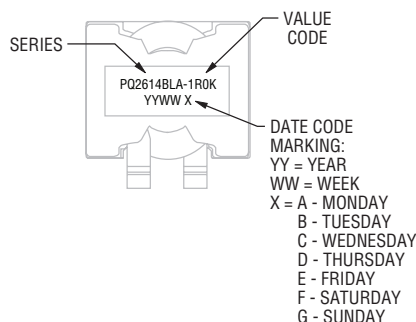 VALUE
CODE
SERIES
PQ2614BLA-1R0K
YYWW X
DATE CODE
MARKING:
YY = YEAR
WW = WEEK
X = A - MONDAY
B - TUESDAY
C - WEDNESDAY
D - THURSDAY
E - FRIDAY
F - SATURDAY
G - SUNDAY